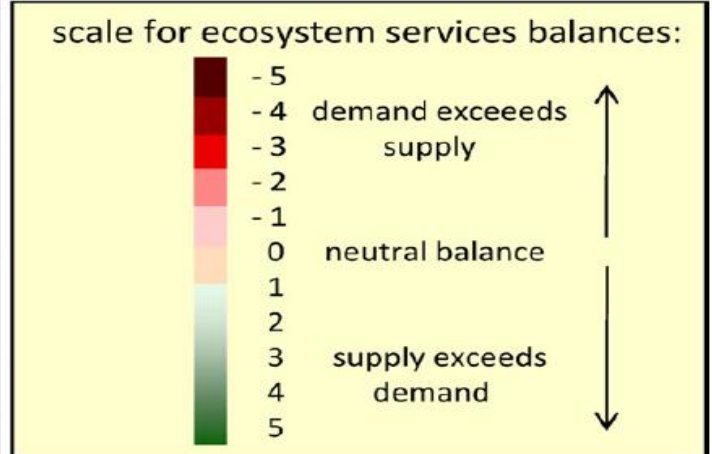 scale for ecosystem services balances:
- 5
- 4 demand exceeeds
- 3 supply
- 2
- 1
0 neutral balance
1
2
3 supply exceeds
4 demand
5